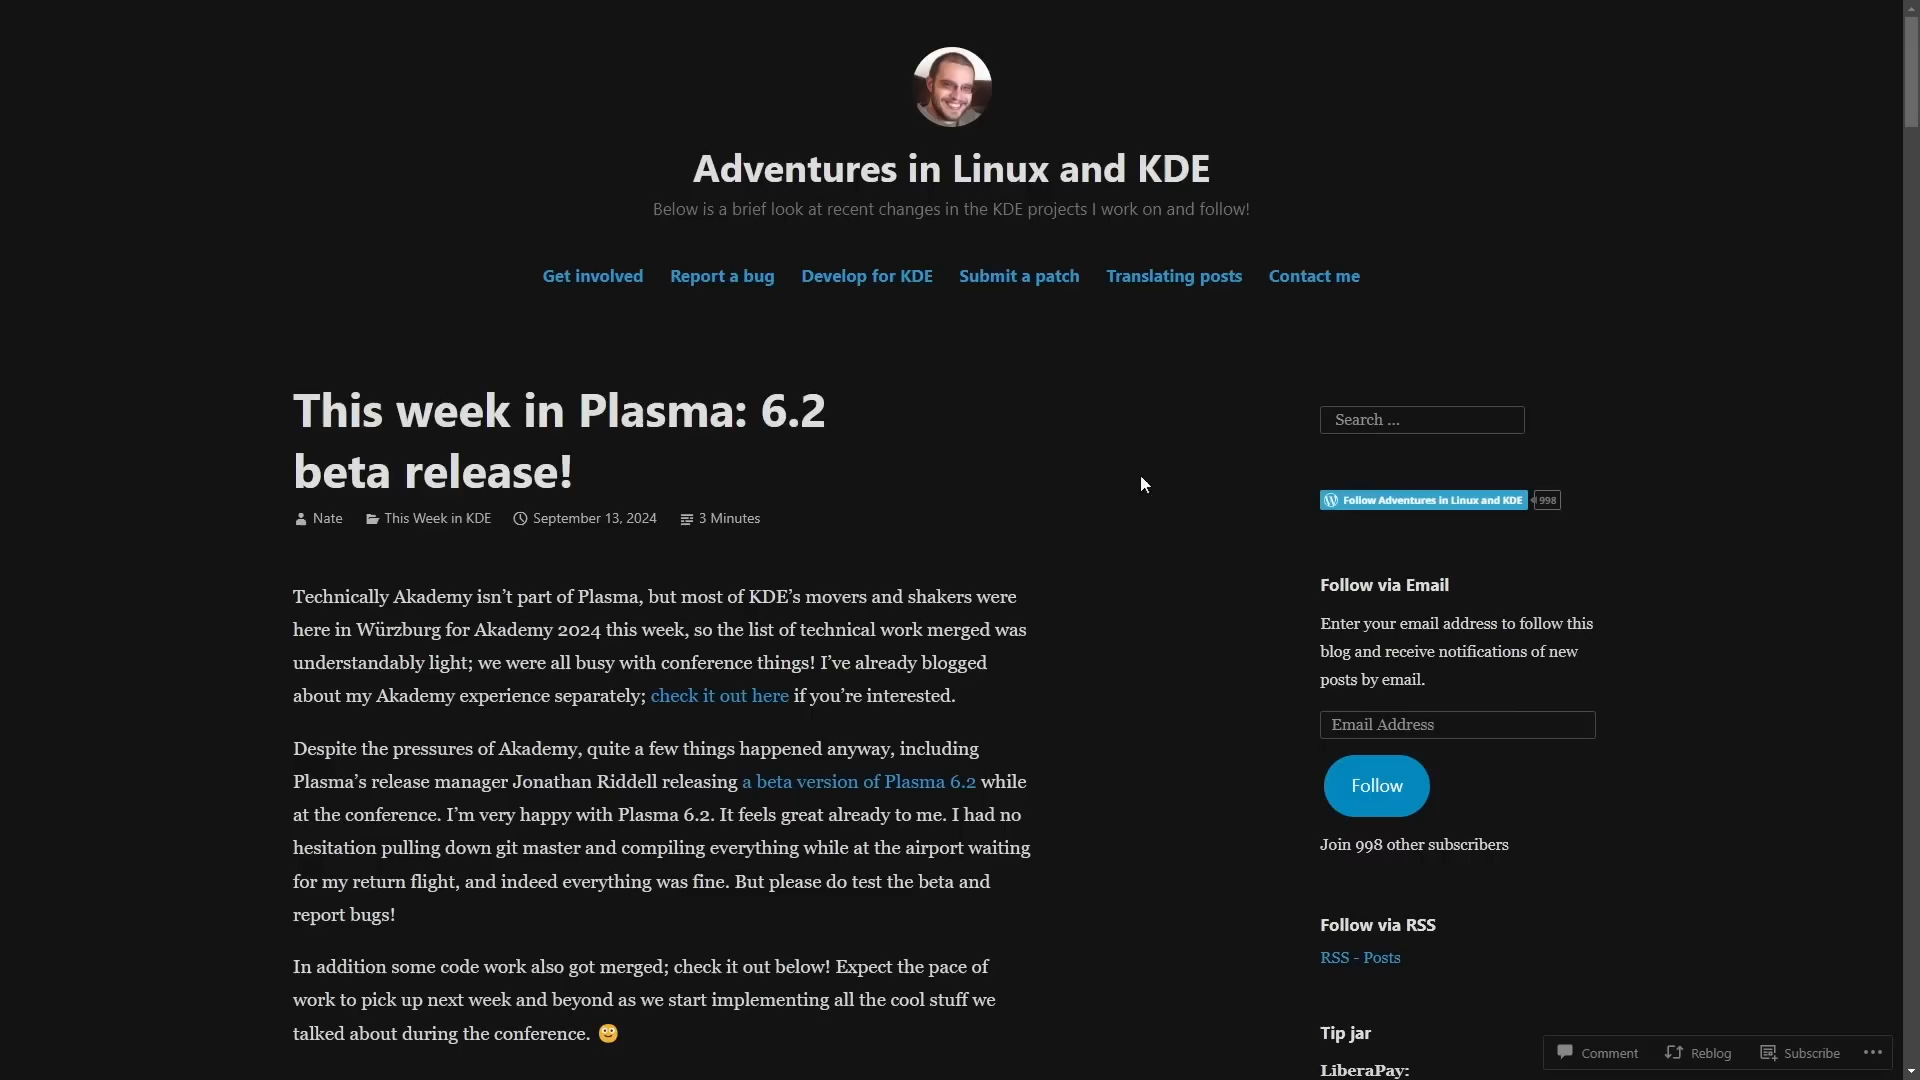 Adventures in Linux and KDE
Below is a brief look at recent changes in the KDE projects I work on and follow!
Get involved Report a bug Develop for KDE Submit a patch Translating posts Contact me
This week in Plasma: 6.2
beta release!
Nate This Week in KDE September 13, 2024 3 Minutes
Technically Akademy isn’t part of Plasma, but most of KDE’s movers and shakers were
here in Würzburg for Akademy 2024 this week, so the list of technical work merged was
understandably light; we were all busy with conference things! I’ve already blogged
about my Akademy experience separately; check it out here if you’re interested.
Despite the pressures of Akademy, quite a few things happened anyway, including
Plasma’s release manager Jonathan Riddell releasing a beta version of Plasma 6.2 while
at the conference. I’m very happy with Plasma 6.2. It feels great already to me. I had no
hesitation pulling down git master and compiling everything while at the airport waiting
for my return flight, and indeed everything was fine. But please do test the beta and
report bugs!
In addition some code work also got merged; check it out below! Expect the pace of
work to pick up next week and beyond as we start implementing all the cool stuff we
talked about during the conference. 🙂
Search …
Follow Adventures in Linux and KDE 998
Follow via Email
Enter your email address to follow this
blog and receive notifications of new
posts by email.
Email Address
Follow
Join 998 other subscribers
Follow via RSS
RSS - Posts
Tip jar
LiberaPay:
Comment Reblog Subscribe